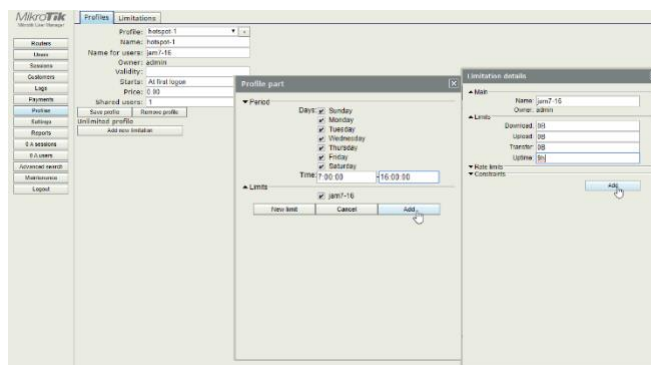 MikroTik
Mikrotik User Manager
Routers
Users
Sessions
Customers
Logs
Payments
Profiles
Settings
Reports
Advanced search
Maintenance
Logout
Profiles Limitations
Profile: hotspot-1
Name: hotspot-1
Name for users: jam7-16
Owner: admin
Validity:
Starts: At first logon
Price: 0.00
Shared users: 1
Save profile Remove profile
Unlimited profile
Add new limitation
Profile part
Period
Days: Sunday
Monday
Tuesday
Wednesday
Thursday
Friday
Saturday
Time: 7:00:00 - 16:00:00
Limits
jam7-16
New limit Cancel Add
Limitation details
Main
Name: jam7-16
Owner: admin
Limits
Download: 0B
Upload: 0B
Transfer: 0B
Uptime:
Rate limits
Constraints
Add